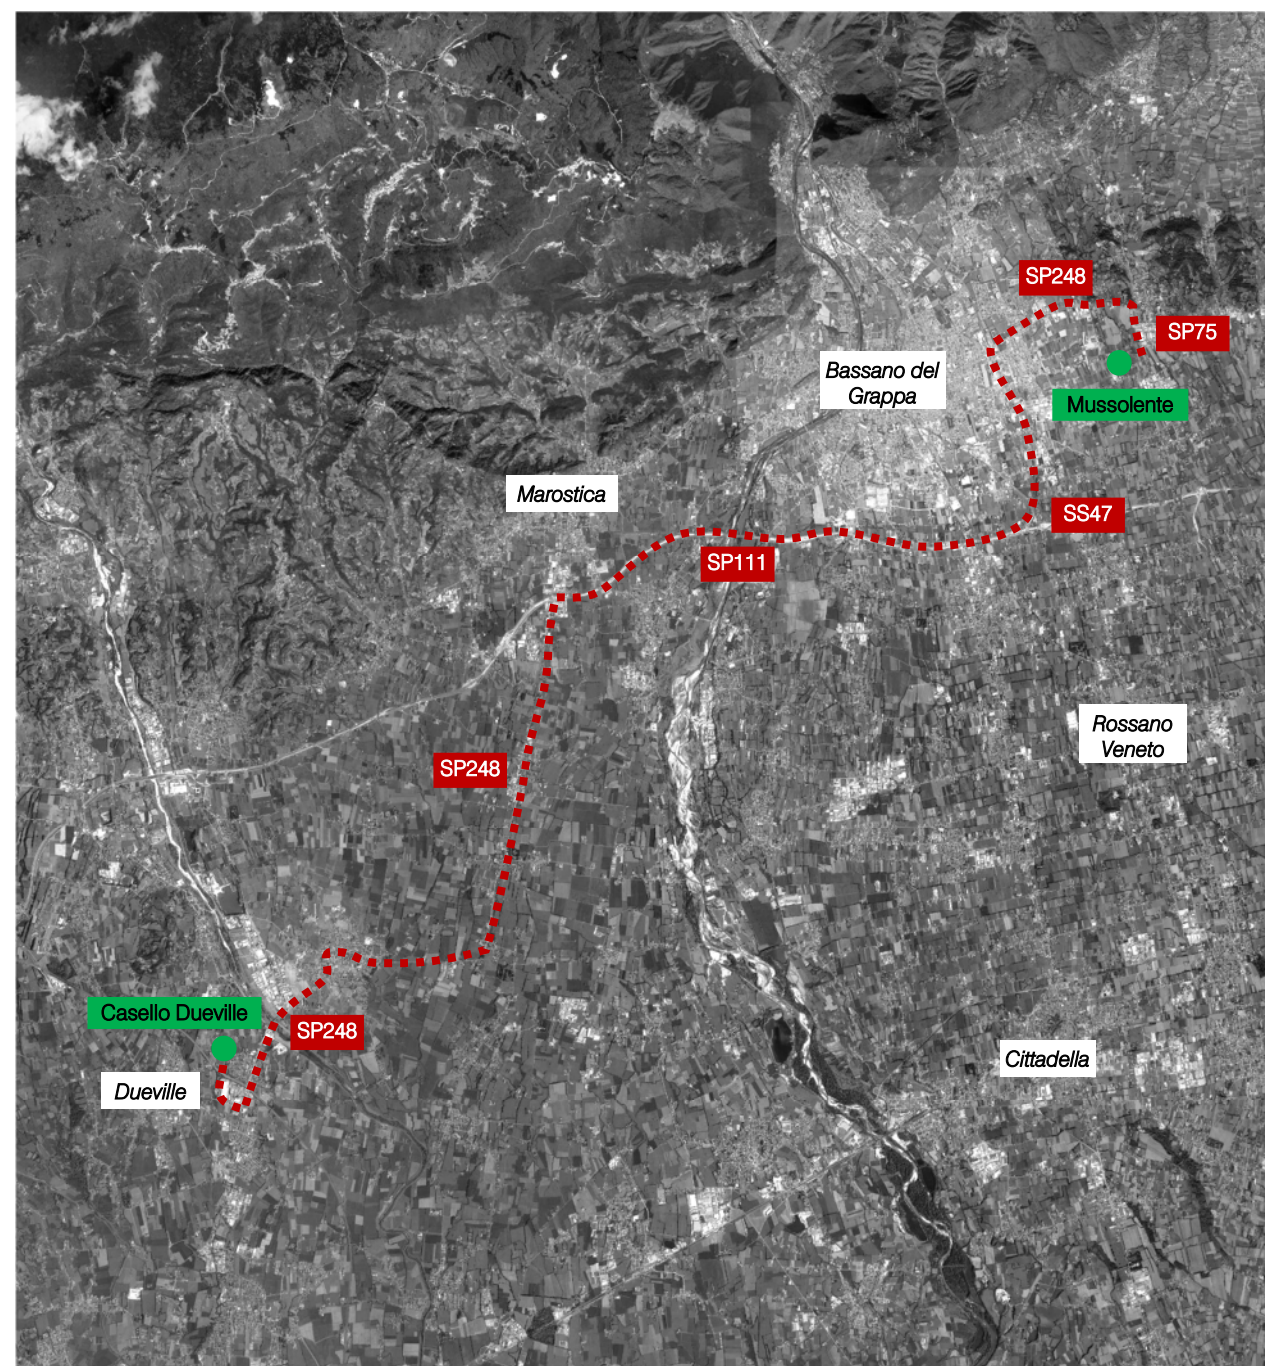 SP248
SP75
Bassano del
Grappa
Mussolente
Marostica
SS47
SP111
Rossano
Veneto
SP248
Casello Dueville
SP248
Cittadella
Dueville